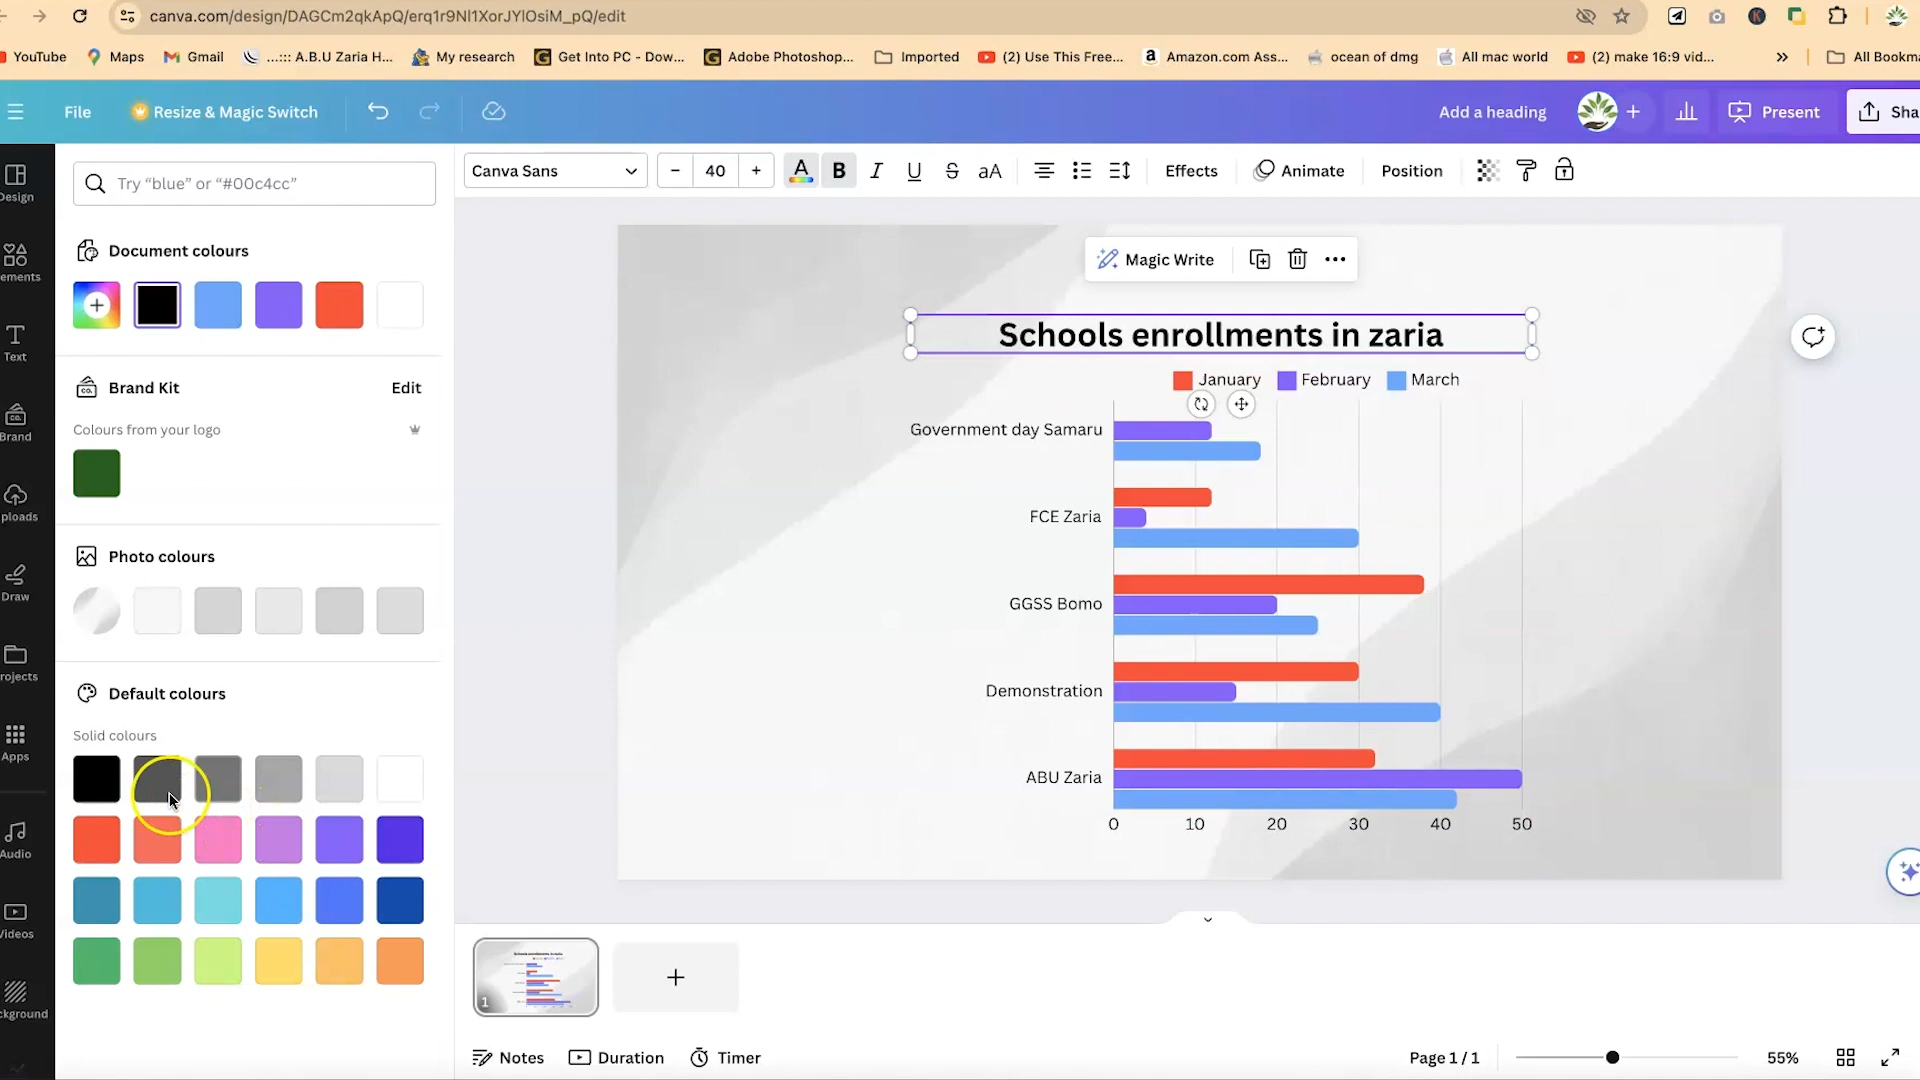 canva.com/design/DAGCm2qkApQ/erq1r9Nl1XorJYlOsiM_pQ/edit
YouTube
Maps
Gmail
...::: A.B.U Zaria H...
My research
Get Into PC - Dow...
Adobe Photoshop...
Imported
(2) Use This Free...
Amazon.com Ass...
ocean of dmg
All mac world
(2) make 16:9 vid...
»
All Bookma
File
Resize & Magic Switch
Add a heading
Present
Sha
Try “blue” or “#00c4cc”
Canva Sans
40
Effects
Animate
Position
Design
ements
Text
Brand
ploads
Draw
rojects
Apps
Audio
Videos
ckground
Document colours
Brand Kit
Edit
Colours from your logo
Photo colours
Default colours
Solid colours
Magic Write
Schools enrollments in zaria
January February March
Government day Samaru
FCE Zaria
GGSS Bomo
Demonstration
ABU Zaria
0 10 20 30 40 50
1
Notes
Duration
Timer
Page 1 / 1
55%